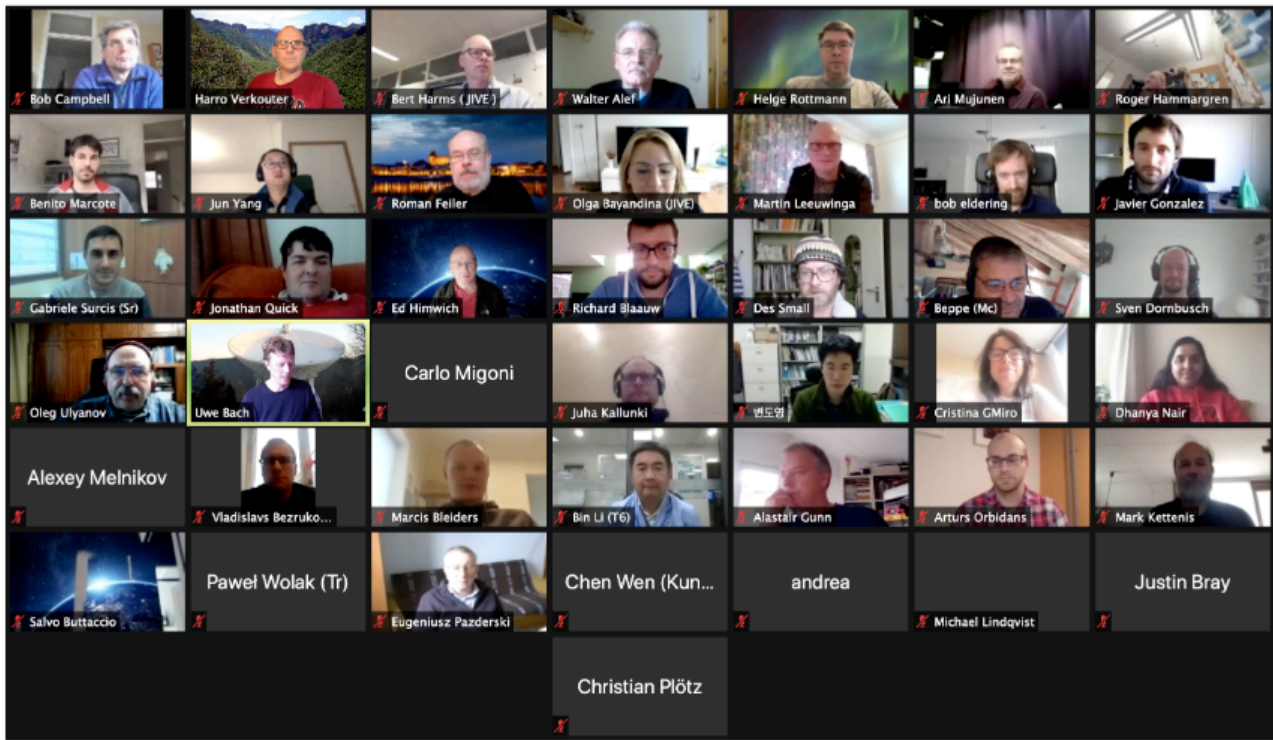 Bob Campbell
Harro Verkouter
Bert Harms ( JIVE )
Walter Alef
Helge Rottmann
Ari Mujunen
Roger Hammargren
Benito Marcote
Jun Yang
Roman Feiler
Olga Bayandina (JIVE)
Martin Leeuwinga
bob eldering
Javier Gonzalez
Gabriele Surcis (Sr)
Jonathan Quick
Ed Himwich
Richard Blaauw
Des Small
Beppe (Mc)
Sven Dornbusch
Oleg Ulyanov
Uwe Bach
Carlo Migoni
Juha Kallunki
변도영
Cristina GMiro
Dhanya Nair
Alexey Melnikov
Vladislavs Bezruko...
Marcis Bleiders
Bin Li (T6)
Alastair Gunn
Arturs Orbidans
Mark Kettenis
Salvo Buttaccio
Paweł Wolak (Tr)
Eugeniusz Pazderski
Chen Wen (Kun...
andrea
Michael Lindqvist
Justin Bray
Christian Plötz